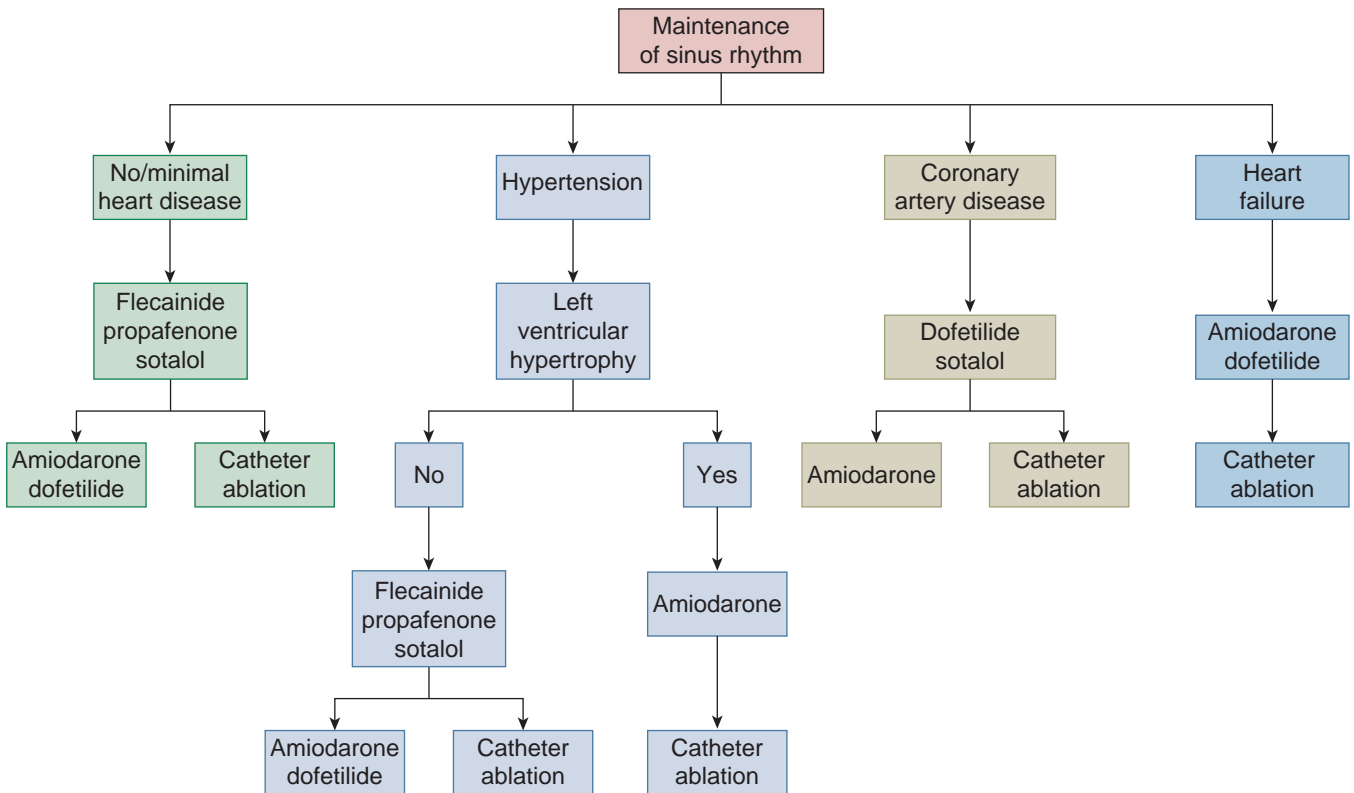 Maintenance
of sinus rhythm
No/minimal
heart disease
Hypertension
Coronary
artery disease
Heart
failure
Flecainide
propafenone
sotalol
Left
ventricular
hypertrophy
Dofetilide
sotalol
Amiodarone
dofetilide
Amiodarone
dofetilide
Catheter
ablation
No
Yes
Amiodarone
Catheter
ablation
Catheter
ablation
Flecainide
propafenone
sotalol
Amiodarone
Amiodarone
dofetilide
Catheter
ablation
Catheter
ablation